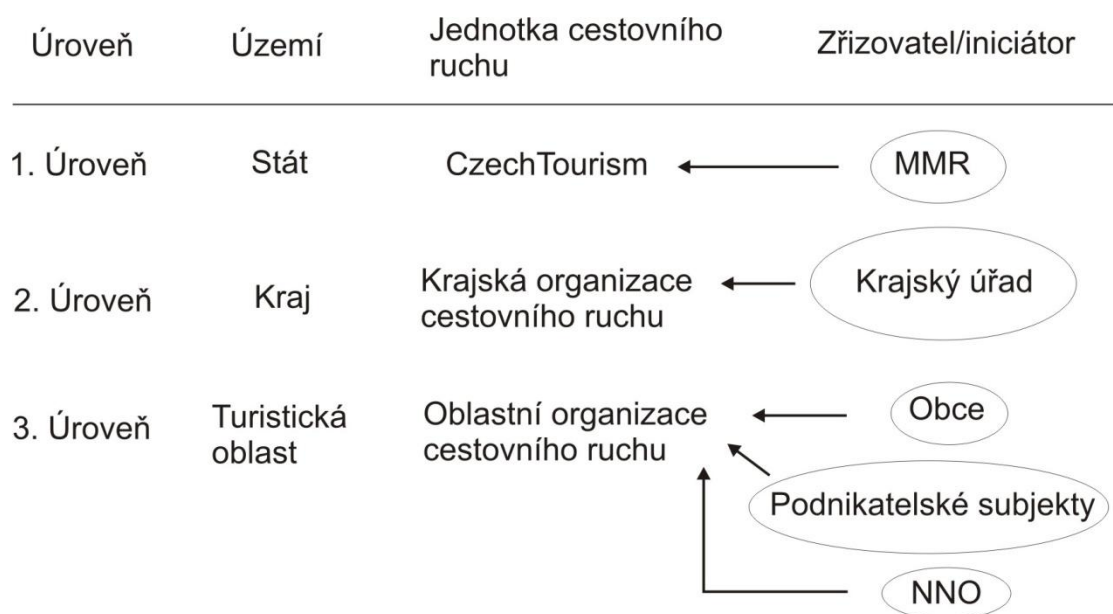 Úroveň Území Jednotka cestovního ruchu Zřizovatel/iniciátor
1. Úroveň Stát CzechTourism MMR
2. Úroveň Kraj Krajská organizace cestovního ruchu Krajský úřad
3. Úroveň Turistická oblast Oblastní organizace cestovního ruchu Obce
Podnikatelské subjekty
NNO